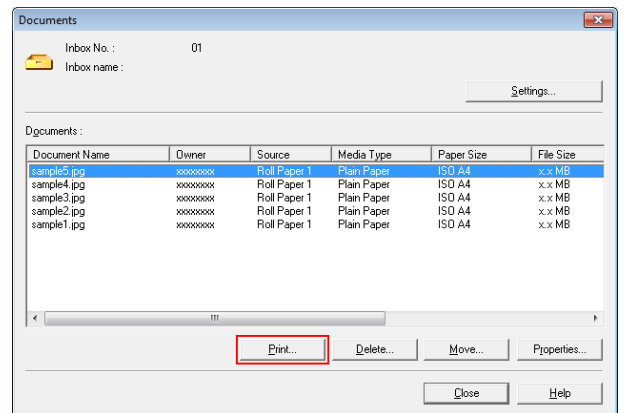 Documents
Inbox No. : 01
Inbox name :
Settings...
Documents :
Document Name Owner Source Media Type Paper Size File Size
sample5.jpg xxxxxxxx Roll Paper 1 Plain Paper ISO A4 x.x MB
sample4.jpg xxxxxxxx Roll Paper 1 Plain Paper ISO A4 x.x MB
sample3.jpg xxxxxxxx Roll Paper 1 Plain Paper ISO A4 x.x MB
sample2.jpg xxxxxxxx Roll Paper 1 Plain Paper ISO A4 x.x MB
sample1.jpg xxxxxxxx Roll Paper 1 Plain Paper ISO A4 x.x MB
Print... Delete... Move... Properties...
Close Help